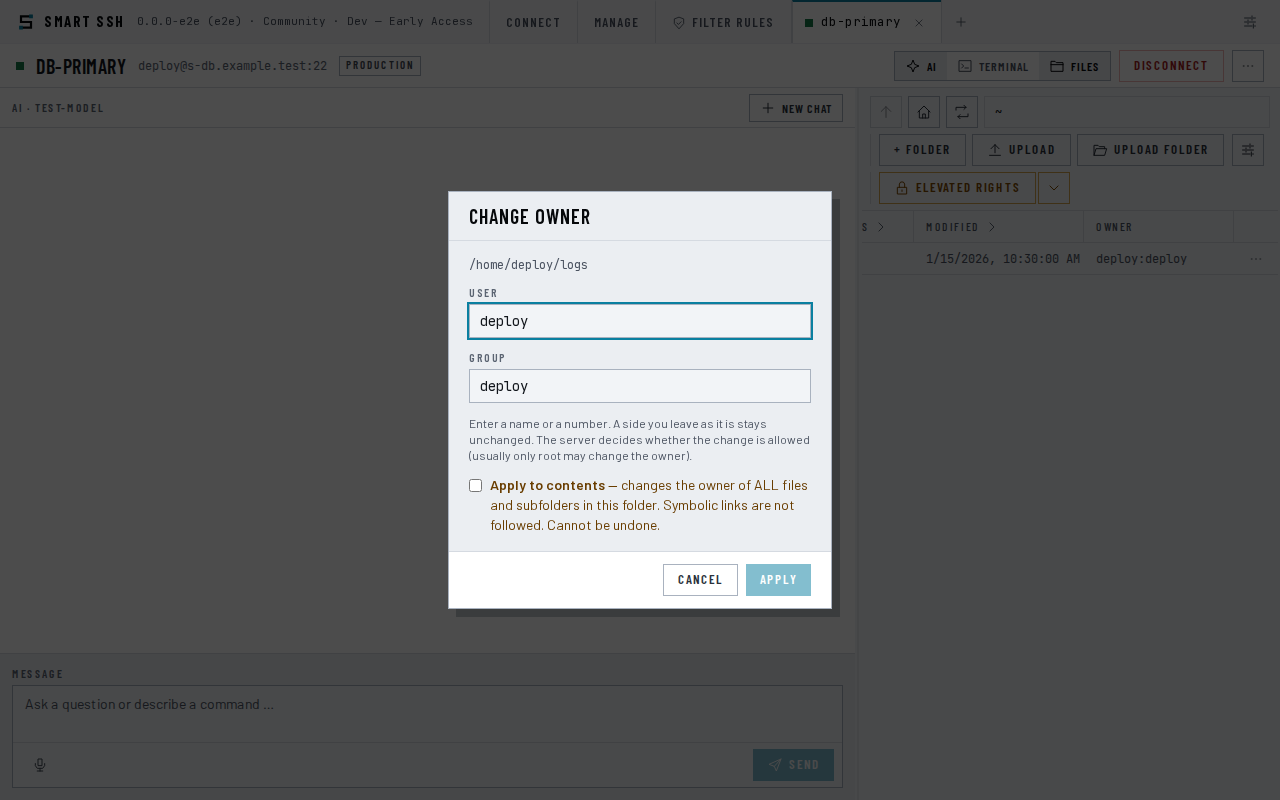 SMART SSH 0.0.0-e2e (e2e) · Community · Dev — Early Access CONNECT MANAGE FILTER RULES db-primary × +
DB-PRIMARY deploy@s-db.example.test:22 PRODUCTION AI TERMINAL FILES DISCONNECT ...
AI · TEST-MODEL + NEW CHAT ~
+ FOLDER UPLOAD UPLOAD FOLDER
ELEVATED RIGHTS
S MODIFIED OWNER
1/15/2026, 10:30:00 AM deploy:deploy ...
CHANGE OWNER
/home/deploy/logs
USER
deploy
GROUP
deploy
Enter a name or a number. A side you leave as it is stays
unchanged. The server decides whether the change is allowed
(usually only root may change the owner).
Apply to contents — changes the owner of ALL files
and subfolders in this folder. Symbolic links are not
followed. Cannot be undone.
CANCEL APPLY
MESSAGE
Ask a question or describe a command ...
SEND